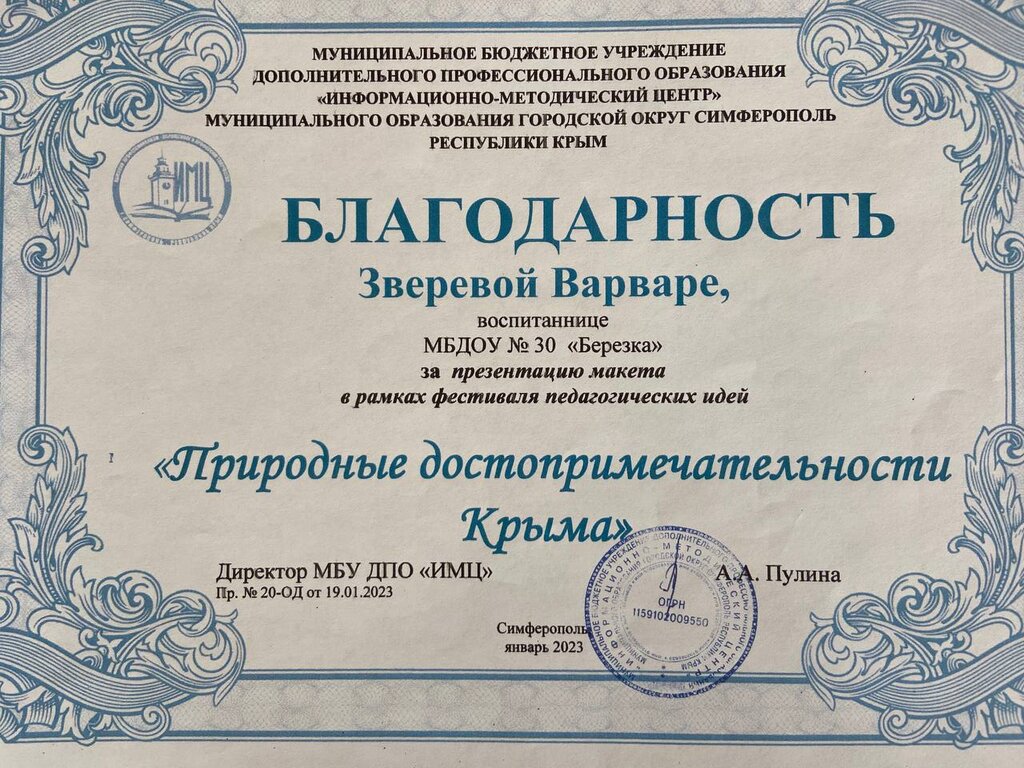 МУНИЦИПАЛЬНОЕ БЮДЖЕТНОЕ УЧРЕЖДЕНИЕ
ДОПОЛНИТЕЛЬНОГО ПРОФЕССИОНАЛЬНОГО ОБРАЗОВАНИЯ
«ИНФОРМАЦИОННО-МЕТОДИЧЕСКИЙ ЦЕНТР»
МУНИЦИПАЛЬНОГО ОБРАЗОВАНИЯ ГОРОДСКОЙ ОКРУГ СИМФЕРОПОЛЬ
РЕСПУБЛИКИ КРЫМ
ИМЦ
БЛАГОДАРНОСТЬ
Зверевой Варваре,
воспитаннице
МБДОУ № 30 «Березка»
за презентацию макета
в рамках фестиваля педагогических идей
«Природные достопримечательности
Крыма»
Директор МБУ ДПО «ИМЦ»
А.А. Пулина
Пр. № 20-ОД от 19.01.2023
ОГРН
1159102009550
Симферополь
январь 2023